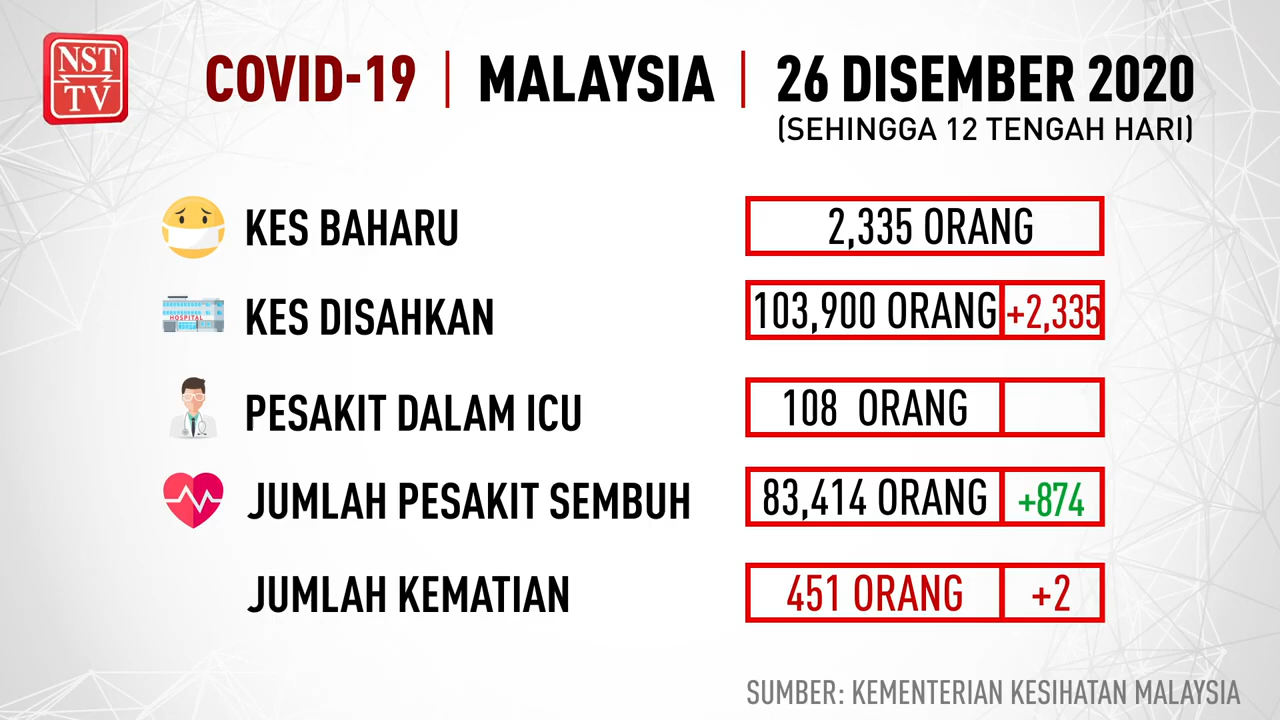 NST
TV
COVID-19 | MALAYSIA | 26 DISEMBER 2020
(SEHINGGA 12 TENGAH HARI)
KES BAHARU 2,335 ORANG
HOSPITAL
KES DISAHKAN 103,900 ORANG +2,335
PESAKIT DALAM ICU 108 ORANG
JUMLAH PESAKIT SEMBUH 83,414 ORANG +874
JUMLAH KEMATIAN 451 ORANG +2
SUMBER: KEMENTERIAN KESIHATAN MALAYSIA